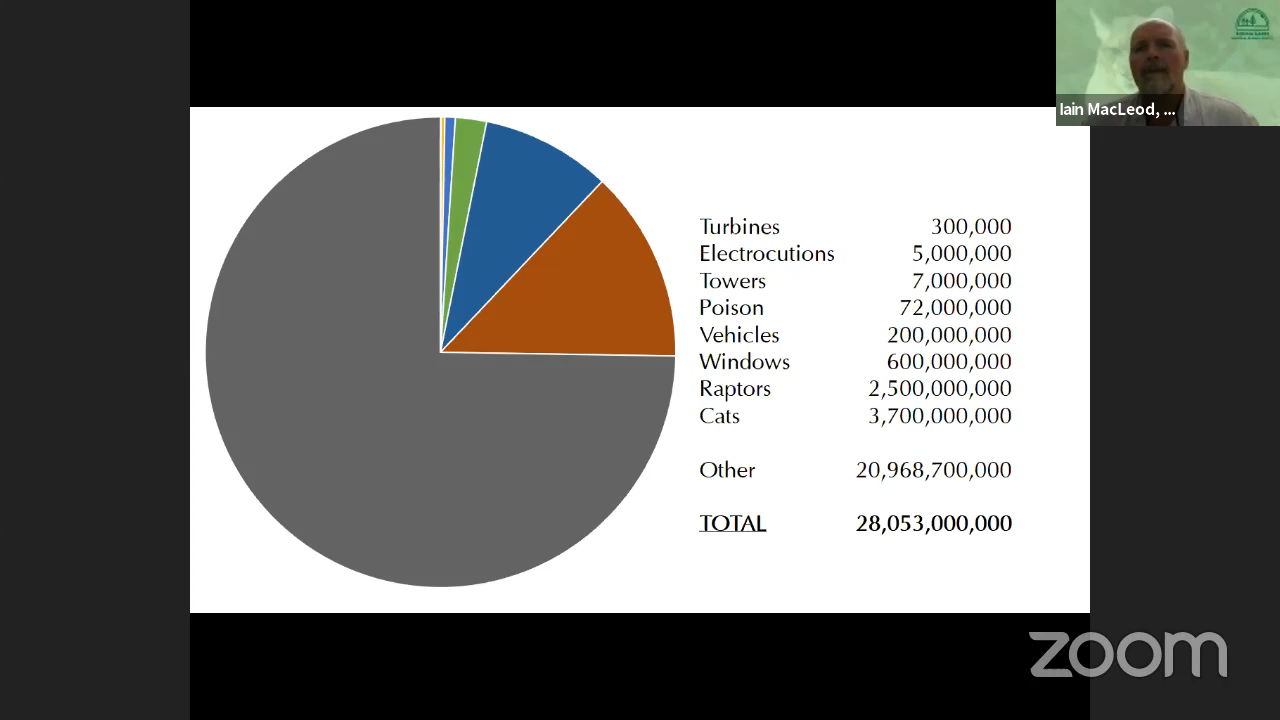 Iain MacLeod, ...
Turbines 300,000
Electrocutions 5,000,000
Towers 7,000,000
Poison 72,000,000
Vehicles 200,000,000
Windows 600,000,000
Raptors 2,500,000,000
Cats 3,700,000,000
Other 20,968,700,000
TOTAL 28,053,000,000
zoom